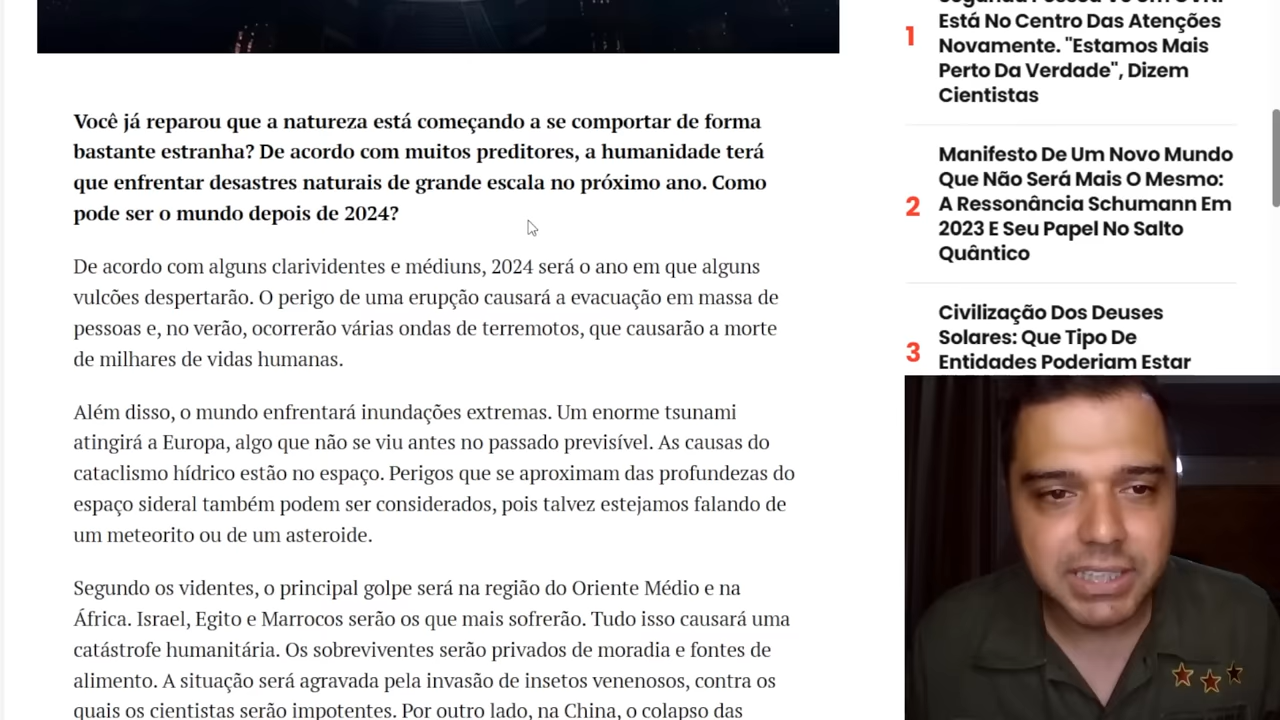 Você já reparou que a natureza está começando a se comportar de forma
bastante estranha? De acordo com muitos preditores, a humanidade terá
que enfrentar desastres naturais de grande escala no próximo ano. Como
pode ser o mundo depois de 2024?
De acordo com alguns clarividentes e médiuns, 2024 será o ano em que alguns
vulcões despertarão. O perigo de uma erupção causará a evacuação em massa de
pessoas e, no verão, ocorrerão várias ondas de terremotos, que causarão a morte
de milhares de vidas humanas.
Além disso, o mundo enfrentará inundações extremas. Um enorme tsunami
atingirá a Europa, algo que não se viu antes no passado previsível. As causas do
cataclismo hídrico estão no espaço. Perigos que se aproximam das profundezas do
espaço sideral também podem ser considerados, pois talvez estejamos falando de
um meteorito ou de um asteroide.
Segundo os videntes, o principal golpe será na região do Oriente Médio e na
África. Israel, Egito e Marrocos serão os que mais sofrerão. Tudo isso causará uma
catástrofe humanitária. Os sobreviventes serão privados de moradia e fontes de
alimento. A situação será agravada pela invasão de insetos venenosos, contra os
quais os cientistas serão impotentes. Por outro lado, na China, o colapso das
1
Está No Centro Das Atenções
Novamente. "Estamos Mais
Perto Da Verdade", Dizem
Cientistas
2
Manifesto De Um Novo Mundo
Que Não Será Mais O Mesmo:
A Ressonância Schumann Em
2023 E Seu Papel No Salto
Quântico
3
Civilização Dos Deuses
Solares: Que Tipo De
Entidades Poderiam Estar